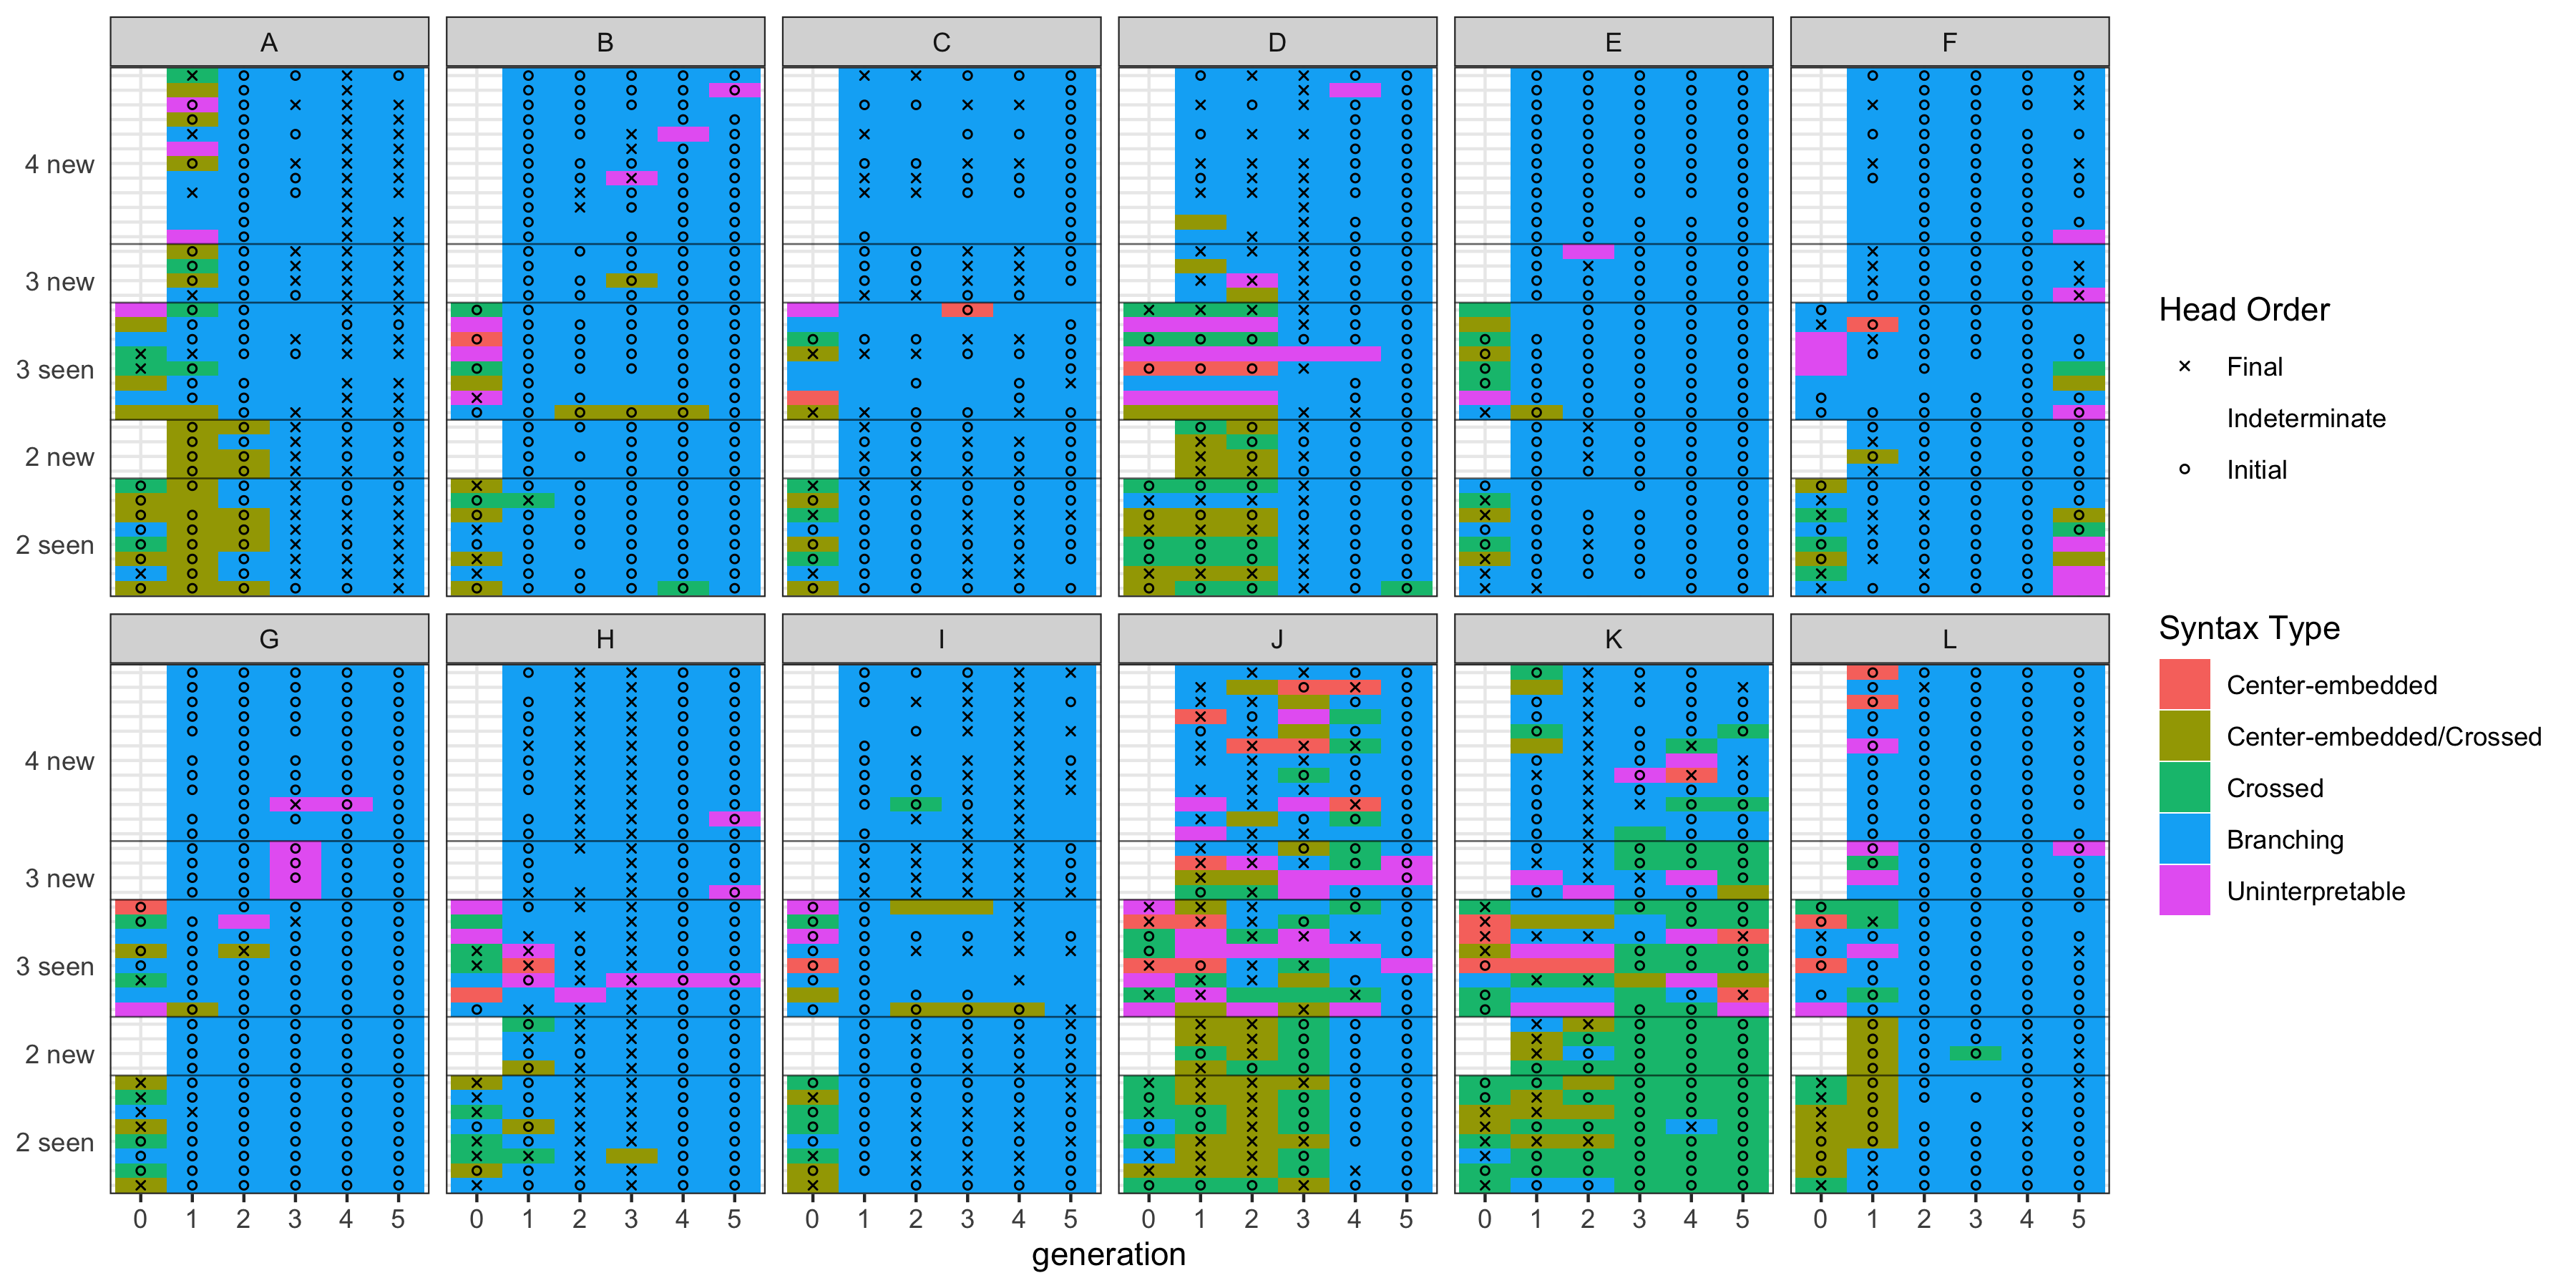 A B C D E F
4 new
3 new
3 seen
2 new
2 seen
G H I J K L
4 new
3 new
3 seen
2 new
2 seen
0 1 2 3 4 5 0 1 2 3 4 5 0 1 2 3 4 5 0 1 2 3 4 5 0 1 2 3 4 5 0 1 2 3 4 5
generation
Head Order
Final
Indeterminate
Initial
Syntax Type
Center-embedded
Center-embedded/Crossed
Crossed
Branching
Uninterpretable